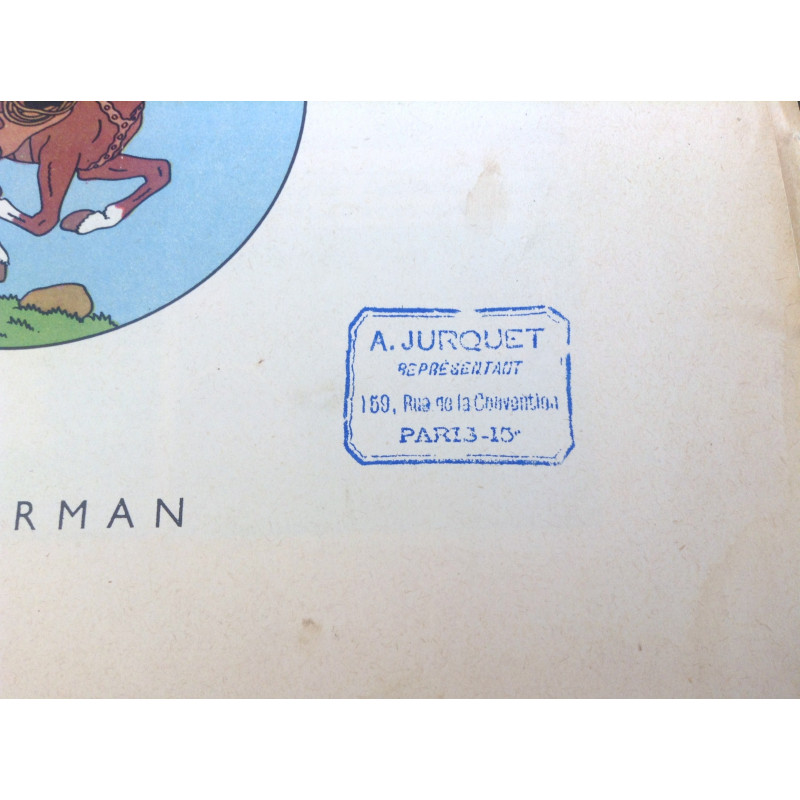 A. JURQUET
REPRÉSENTANT
159, Rue de la Convention
PARIS-15e
RMAN